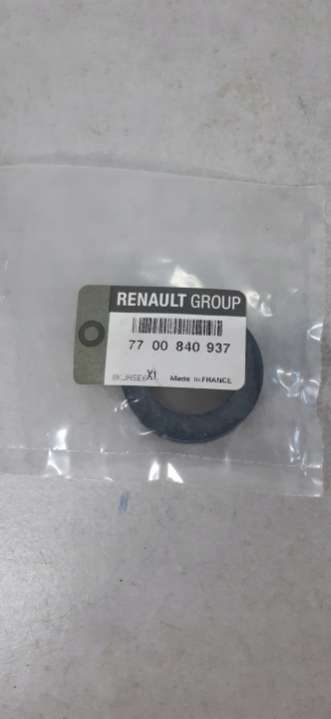 RENAULT GROUP
77 00 840 937
X1 Made in FRANCE